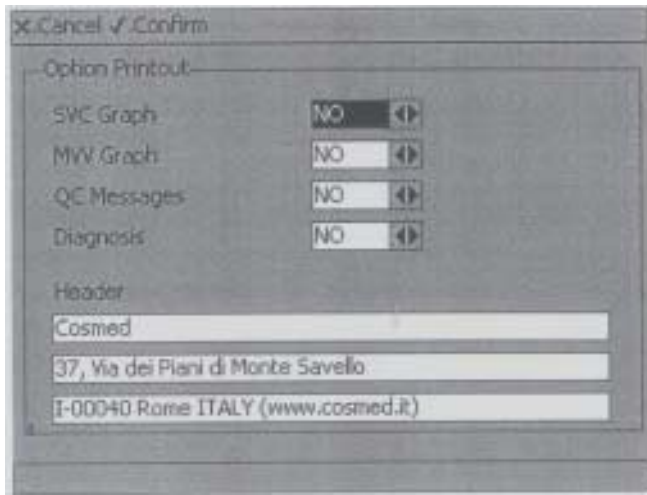 X.Cancel √.Confirm
Option Printout
SVC Graph NO
MVV Graph NO
QC Messages NO
Diagnosis NO
Header
Cosmed
37, Via dei Piani di Monte Savello
I-00040 Rome ITALY (www.cosmed.it)